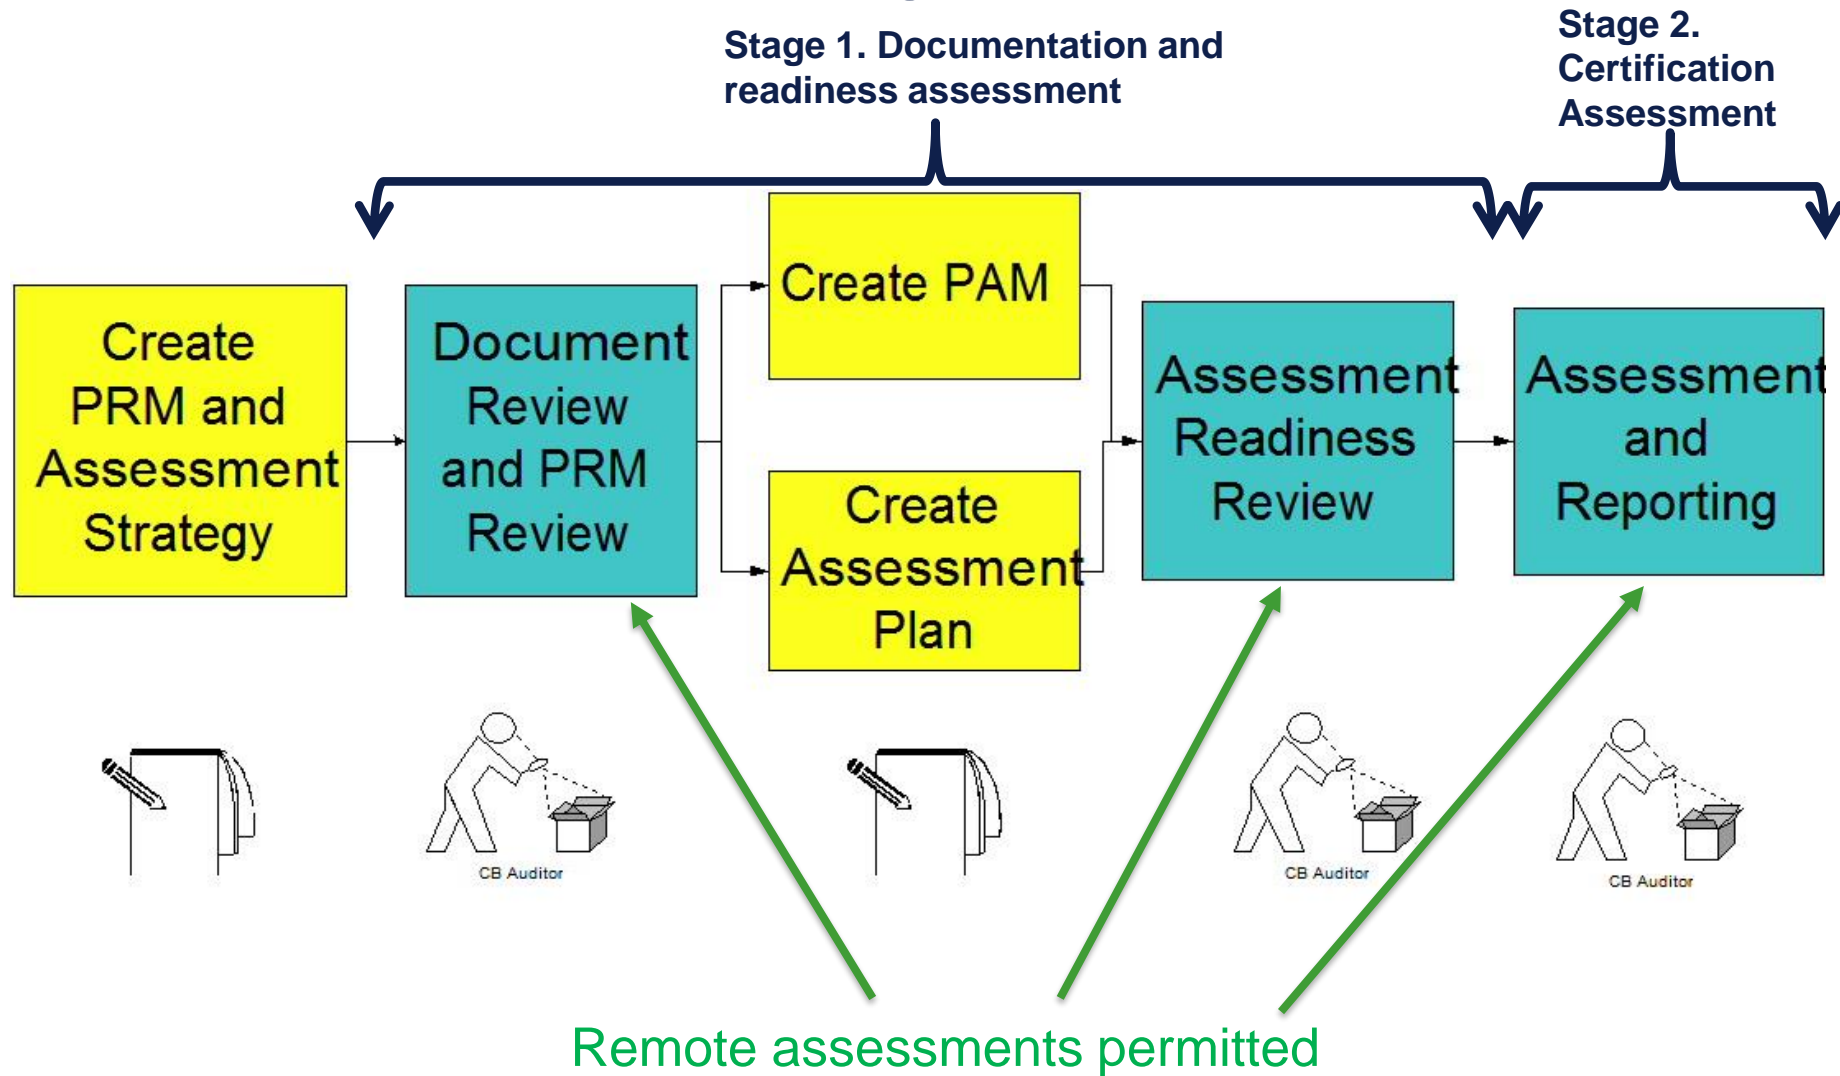 Stage 1. Documentation and
readiness assessment
Stage 2.
Certification
Assessment
Create
PRM and
Assessment
Strategy
Document
Review
and PRM
Review
Create PAM
Create
Assessment
Plan
Assessment
Readiness
Review
Assessment
and
Reporting
CB Auditor
CB Auditor
CB Auditor
Remote assessments permitted